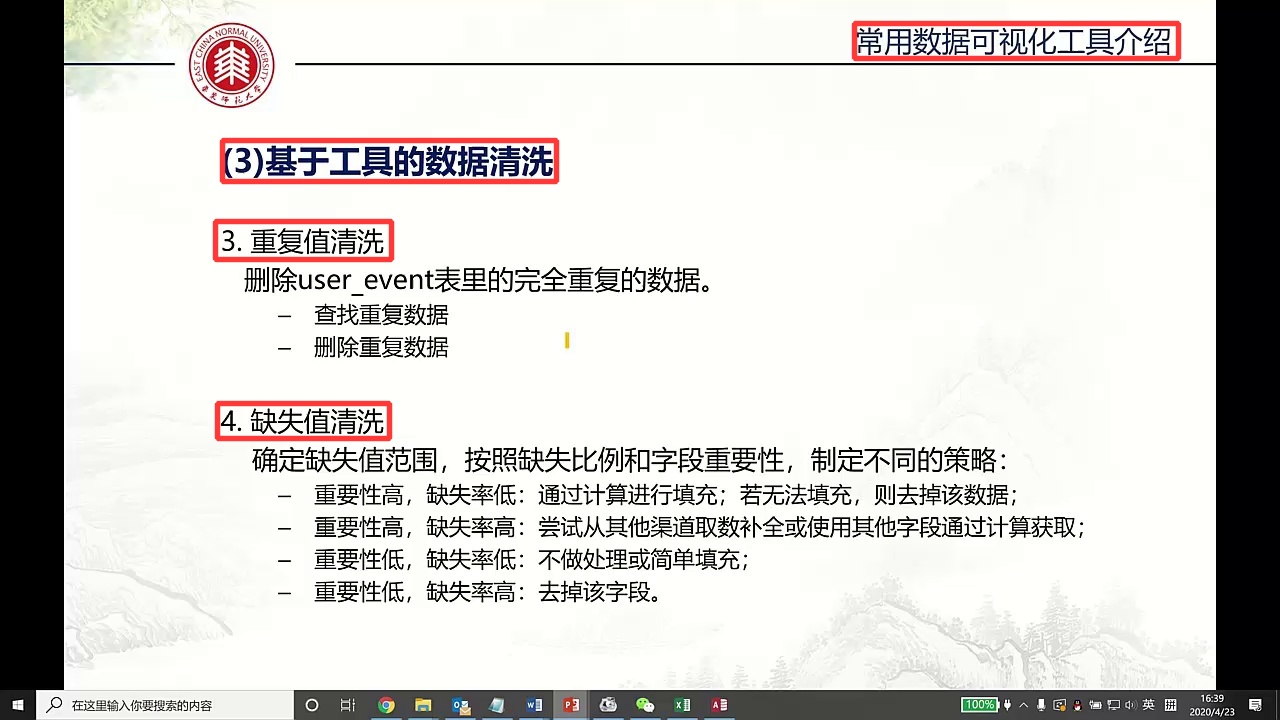 EAST CHINA NORMAL UNIVERSITY
华东师范大学
常用数据可视化工具介绍
(3)基于工具的数据清洗
3. 重复值清洗
删除user_event表里的完全重复的数据。
– 查找重复数据
– 删除重复数据
4. 缺失值清洗
确定缺失值范围，按照缺失比例和字段重要性，制定不同的策略：
– 重要性高，缺失率低：通过计算进行填充；若无法填充，则去掉该数据；
– 重要性高，缺失率高：尝试从其他渠道取数补全或使用其他字段通过计算获取；
– 重要性低，缺失率低：不做处理或简单填充；
– 重要性低，缺失率高：去掉该字段。
在这里输入你要搜索的内容
100%
英
拼
16:39
2020/4/23